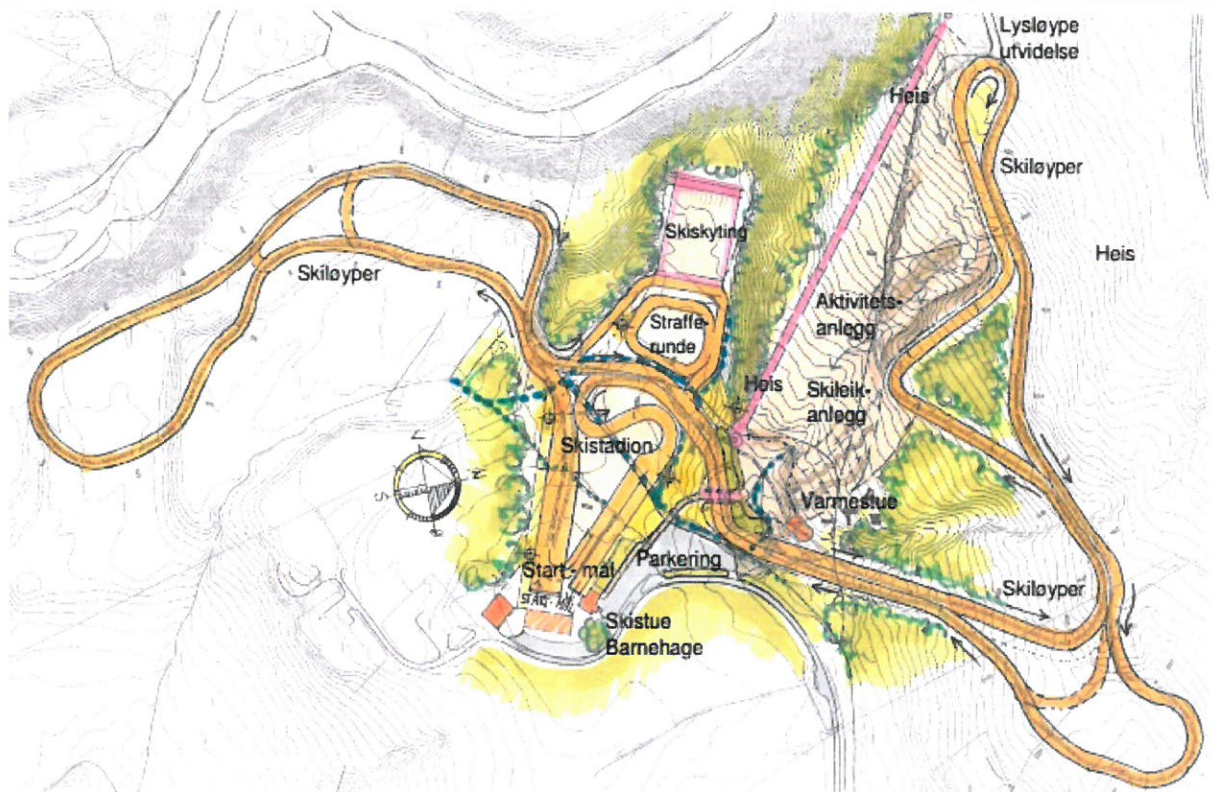 Lysløype
utvidelse
Heis
Skiløyper
Skiskyting
Heis
Skiløyper
Straffe-
runde
Aktivitets-
anlegg
Heis
Skileik-
anlegg
Skistadion
Varmestue
Parkering
Start - mål
Skiløyper
Skistue
Barnehage